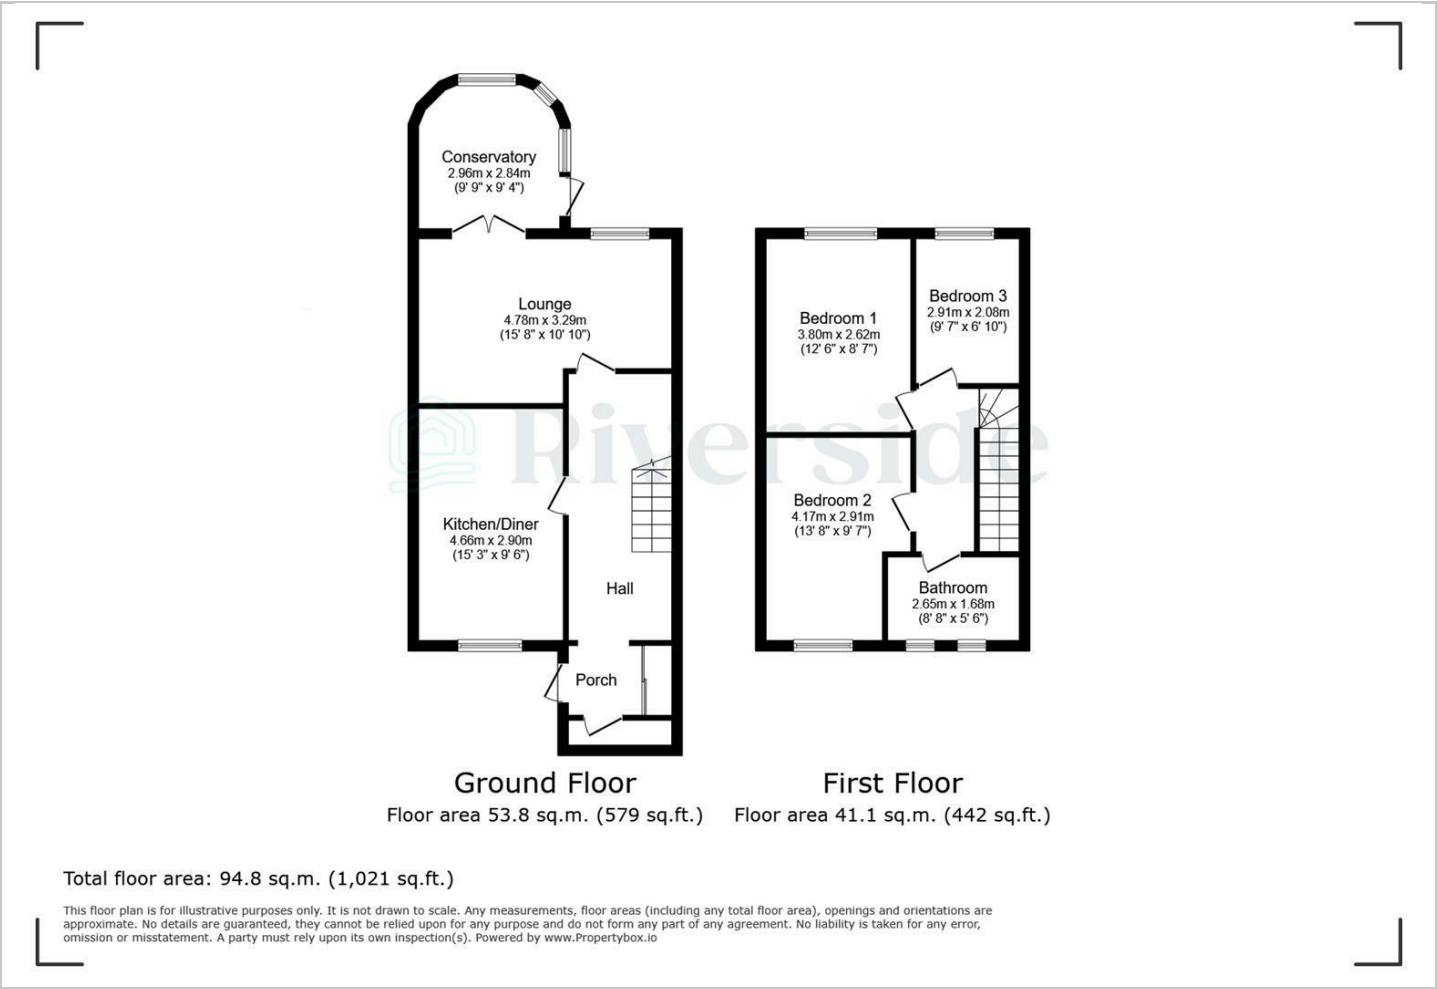 Conservatory
2.96m x 2.84m
(9' 9" x 9' 4")
Lounge
4.78m x 3.29m
(15' 8" x 10' 10")
Kitchen/Diner
4.66m x 2.90m
(15' 3" x 9' 6")
Hall
Porch
Bedroom 1
3.80m x 2.62m
(12' 6" x 8' 7")
Bedroom 3
2.91m x 2.08m
(9' 7" x 6' 10")
Bedroom 2
4.17m x 2.91m
(13' 8" x 9' 7")
Bathroom
2.65m x 1.68m
(8' 8" x 5' 6")
Riverside
Ground Floor
Floor area 53.8 sq.m. (579 sq.ft.)
First Floor
Floor area 41.1 sq.m. (442 sq.ft.)
Total floor area: 94.8 sq.m. (1,021 sq.ft.)
This floor plan is for illustrative purposes only. It is not drawn to scale. Any measurements, floor areas (including any total floor area), openings and orientations are
approximate. No details are guaranteed, they cannot be relied upon for any purpose and do not form any part of any agreement. No liability is taken for any error,
omission or misstatement. A party must rely upon its own inspection(s). Powered by www.Propertybox.io